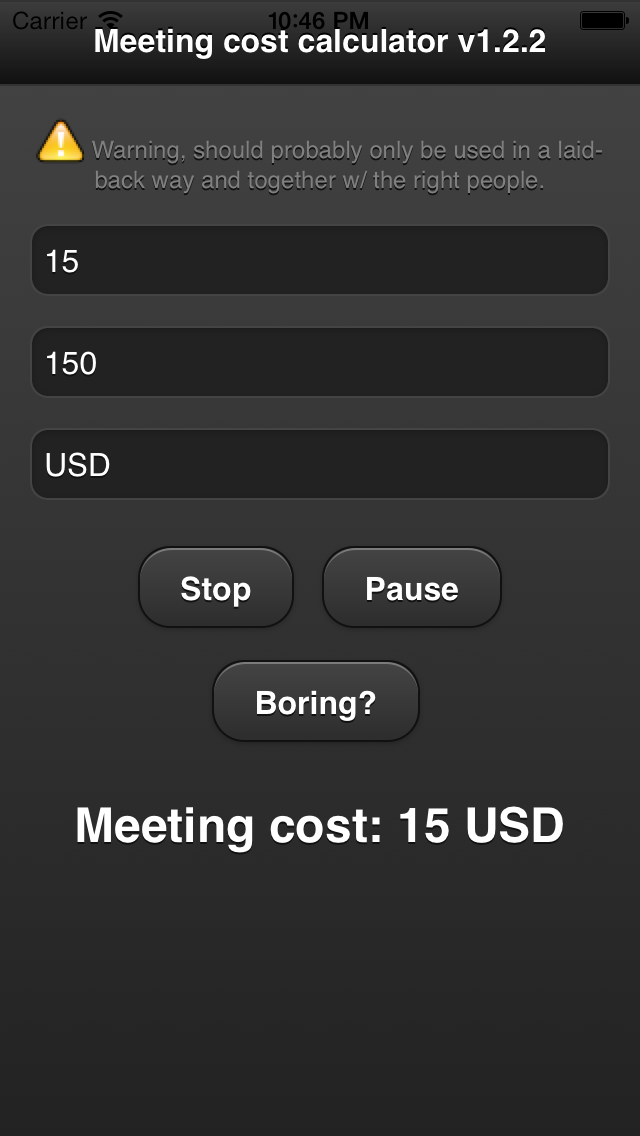 Carrier 10:46 PM
Meeting cost calculator v1.2.2
Warning, should probably only be used in a laid-
back way and together w/ the right people.
15
150
USD
Stop Pause
Boring?
Meeting cost: 15 USD